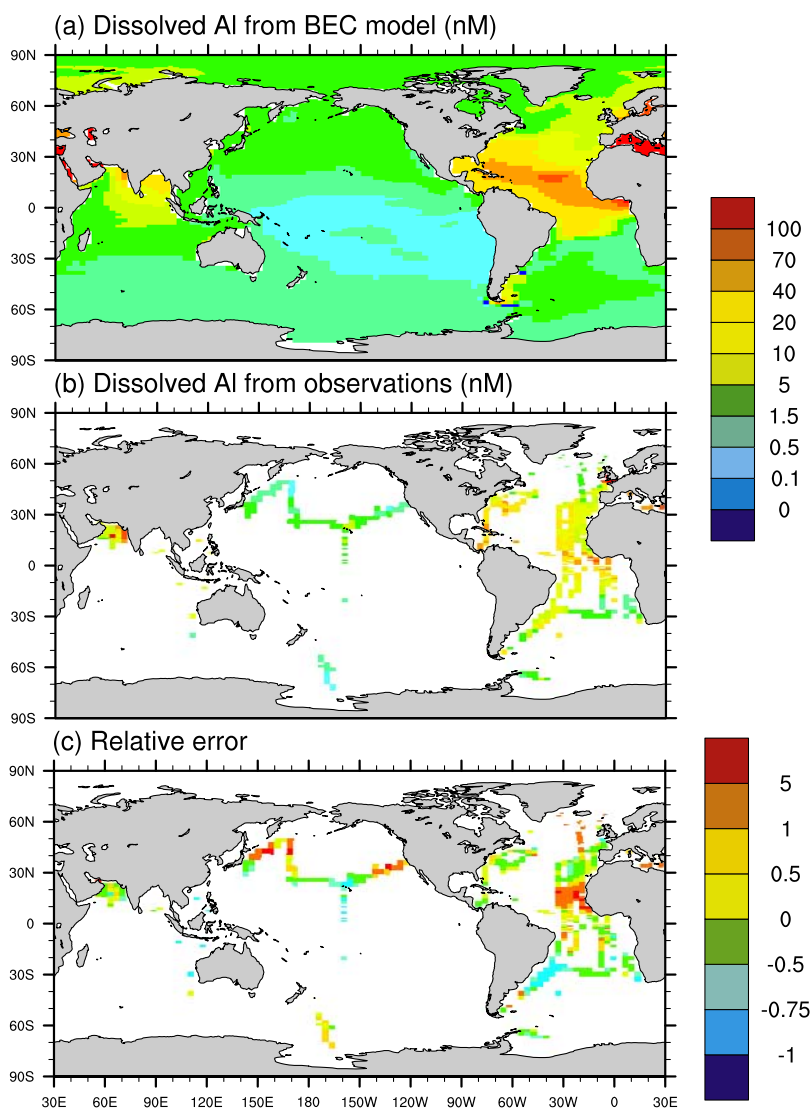 (a) Dissolved Al from BEC model (nM)
90N
60N
30N
0
30S
60S
90S
100
70
40
20
10
5
1.5
0.5
0.1
0
(b) Dissolved Al from observations (nM)
90N
60N
30N
0
30S
60S
90S
(c) Relative error
90N
60N
30N
0
30S
60S
90S
30E 60E 90E 120E 150E 180 150W 120W 90W 60W 30W 0 30E
5
1
0.5
0
-0.5
-0.75
-1